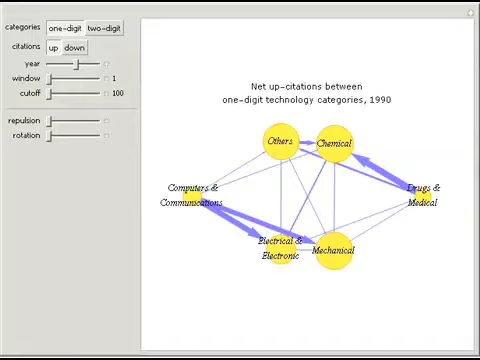 categories one-digit two-digit
citations up down
year
window 1
cutoff 100
repulsion
rotation
Net up-citations between
one-digit technology categories, 1990
Others
Chemical
Computers &
Communications
Drugs &
Medical
Electrical &
Electronic
Mechanical